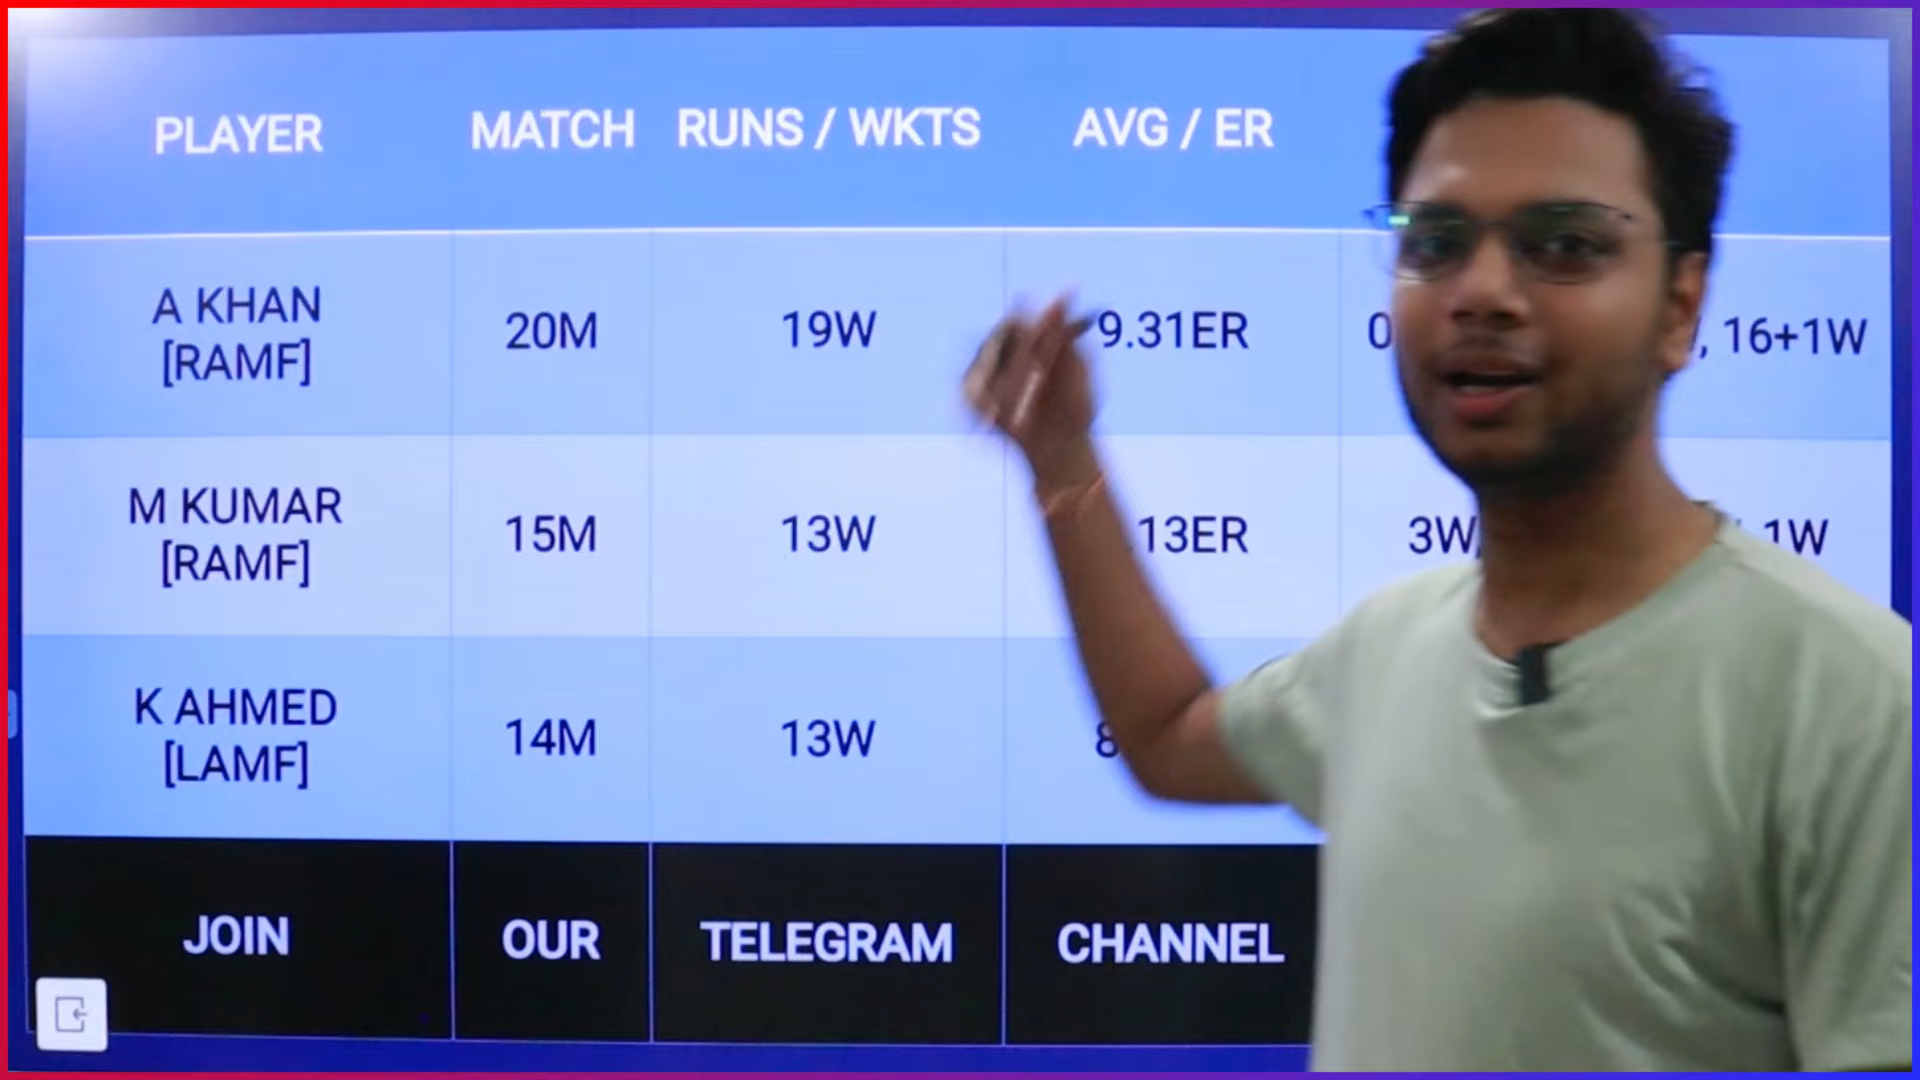 PLAYER MATCH RUNS / WKTS AVG / ER
A KHAN
[RAMF] 20M 19W 9.31ER , 16+1W
M KUMAR
[RAMF] 15M 13W .13ER 3W, 1W
K AHMED
[LAMF] 14M 13W
JOIN OUR TELEGRAM CHANNEL